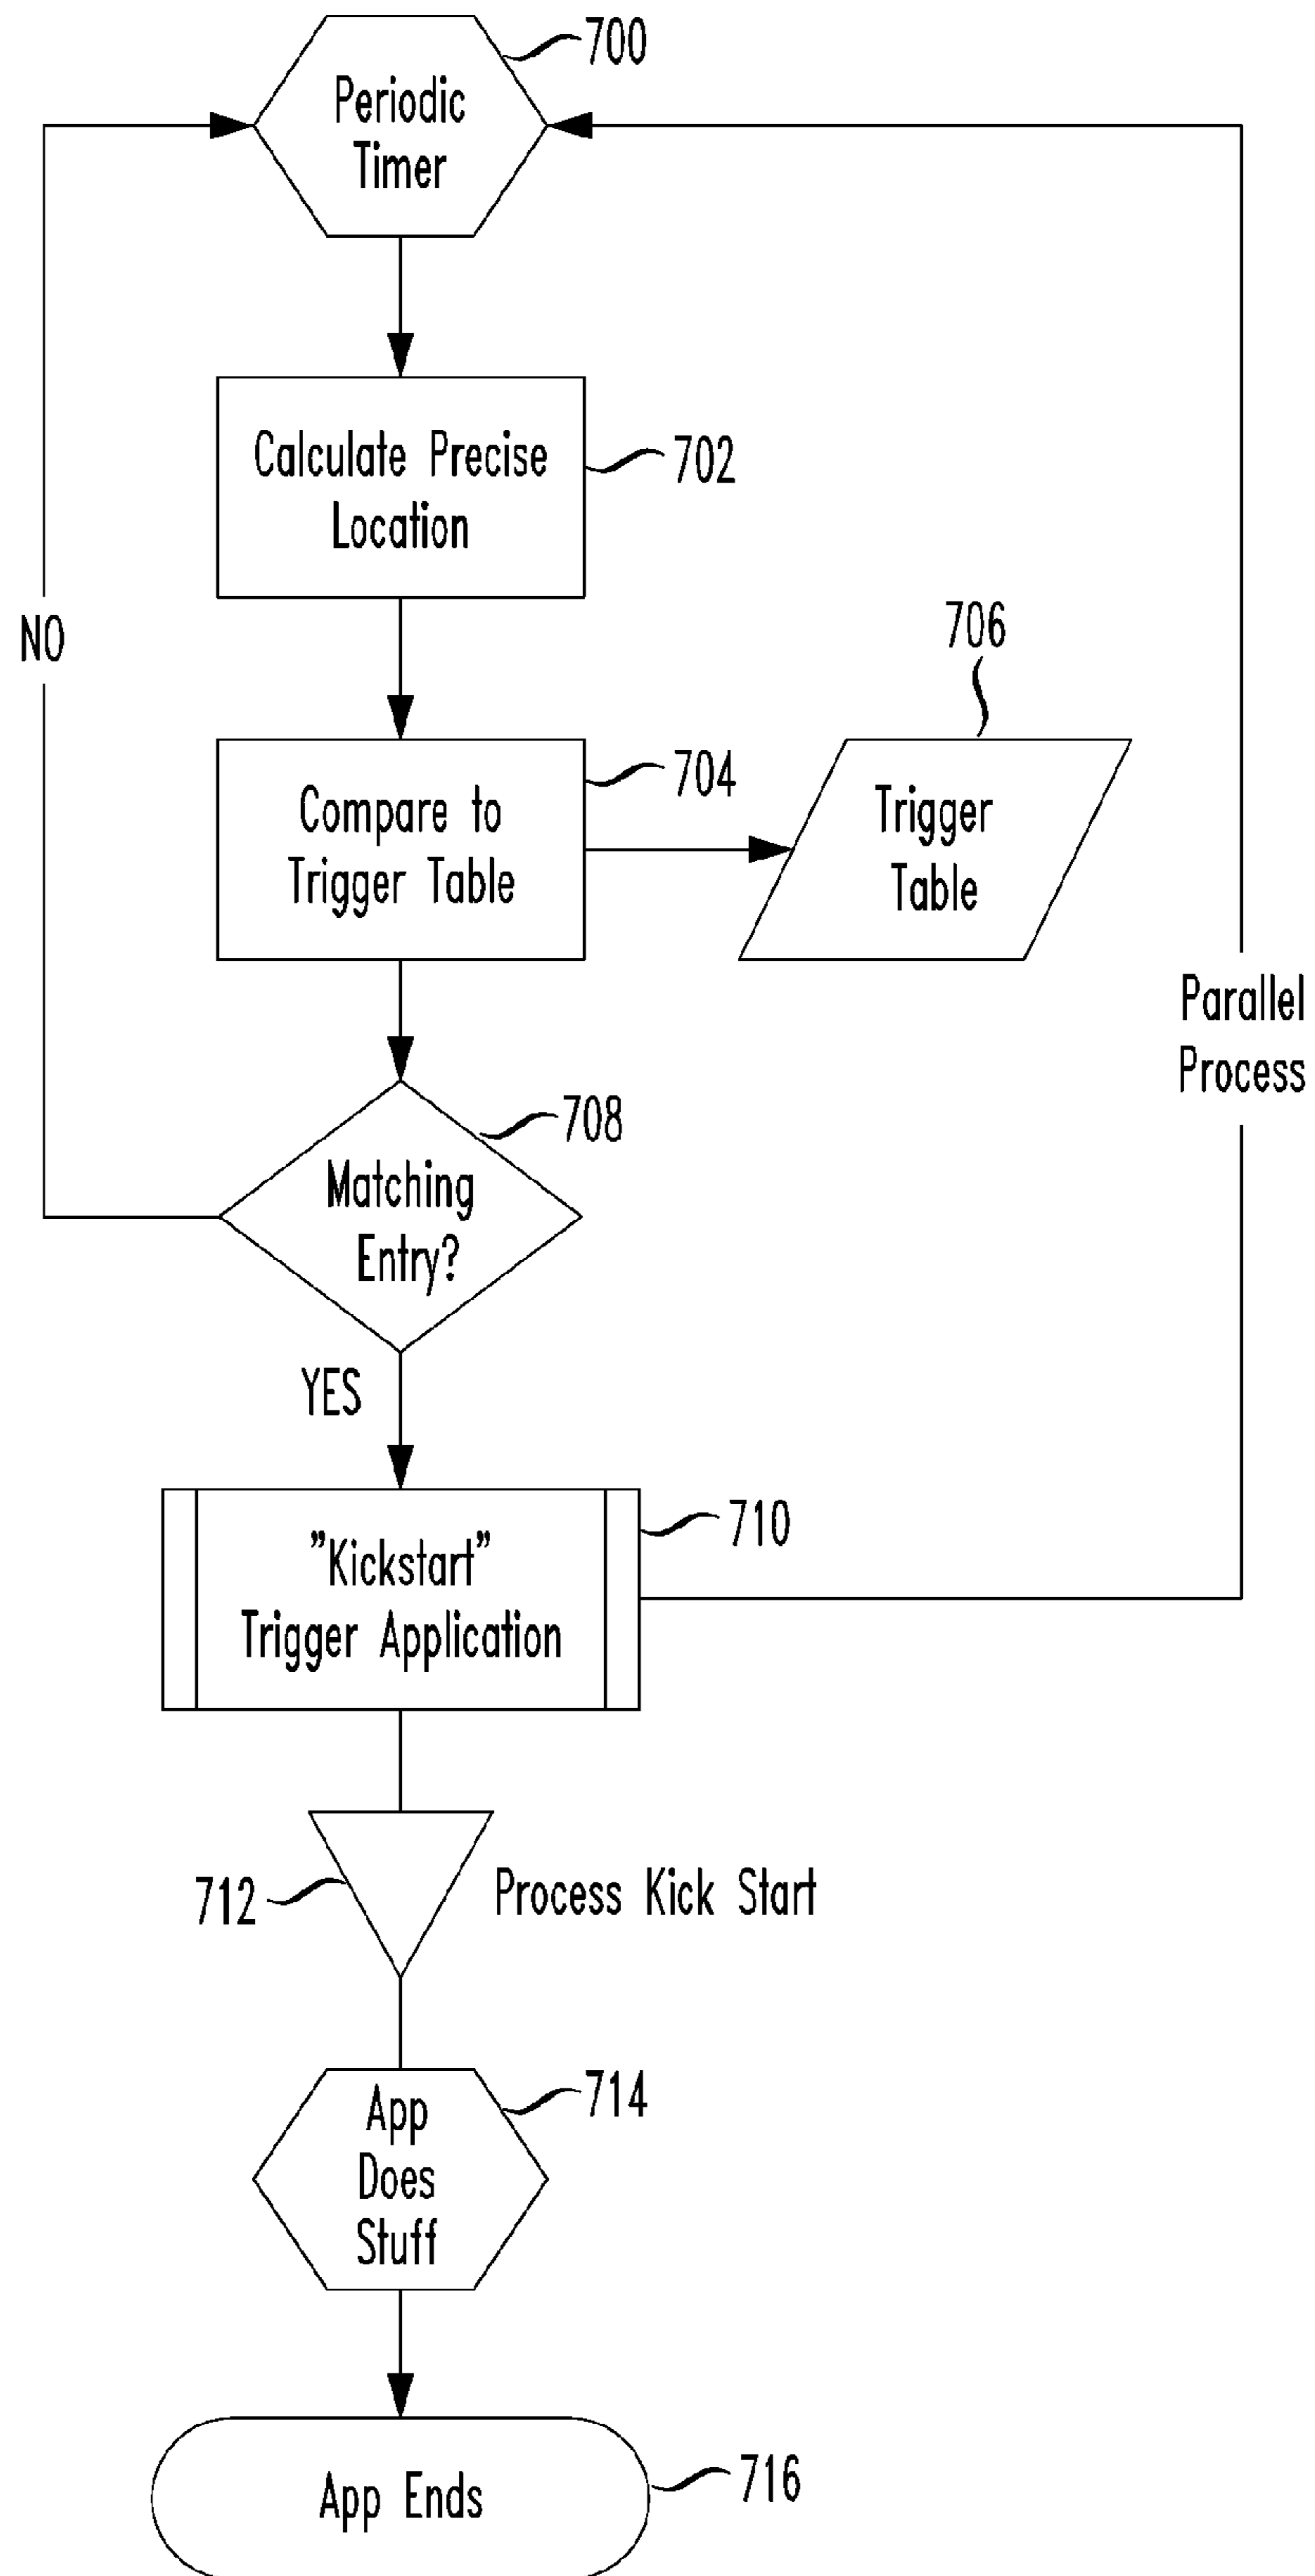 700
Periodic
Timer
Calculate Precise
Location
702
NO
706
Compare to
Trigger Table
704
Trigger
Table
Parallel
Process
708
Matching
Entry?
YES
710
"Kickstart"
Trigger Application
712
Process Kick Start
714
App
Does
Stuff
App Ends
716